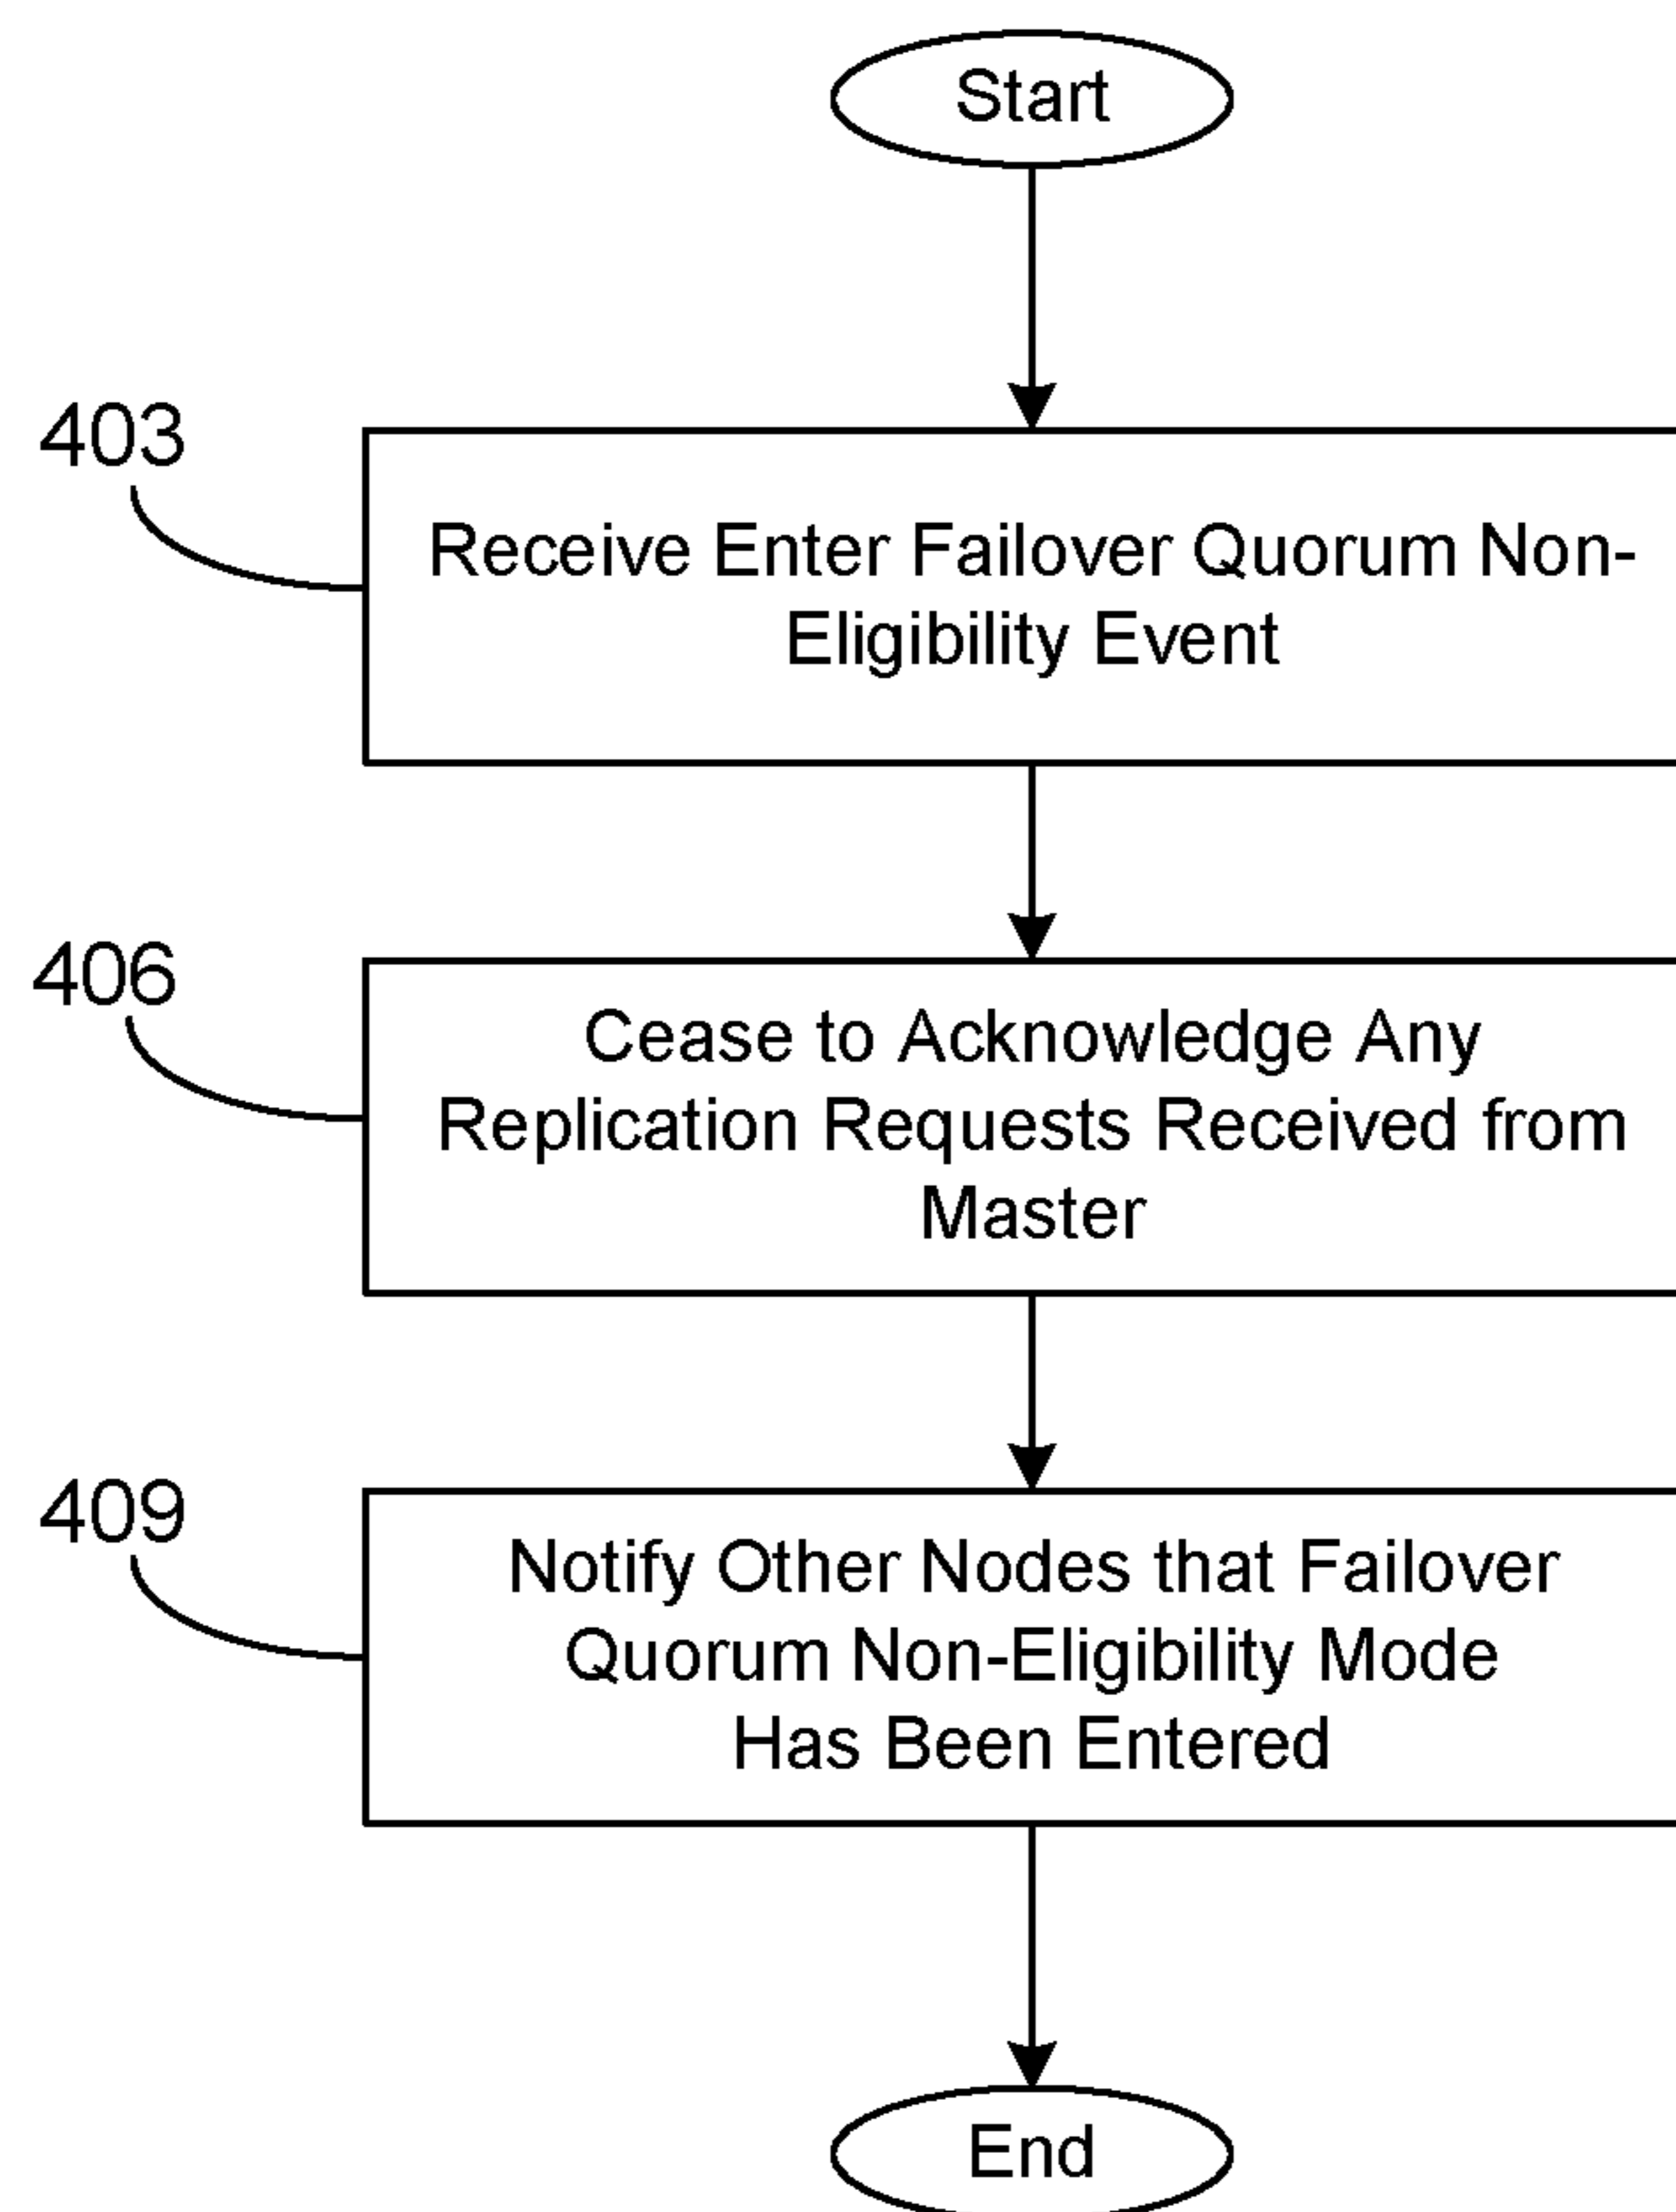 Start
403
Receive Enter Failover Quorum Non-
Eligibility Event
406
Cease to Acknowledge Any
Replication Requests Received from
Master
409
Notify Other Nodes that Failover
Quorum Non-Eligibility Mode
Has Been Entered
End